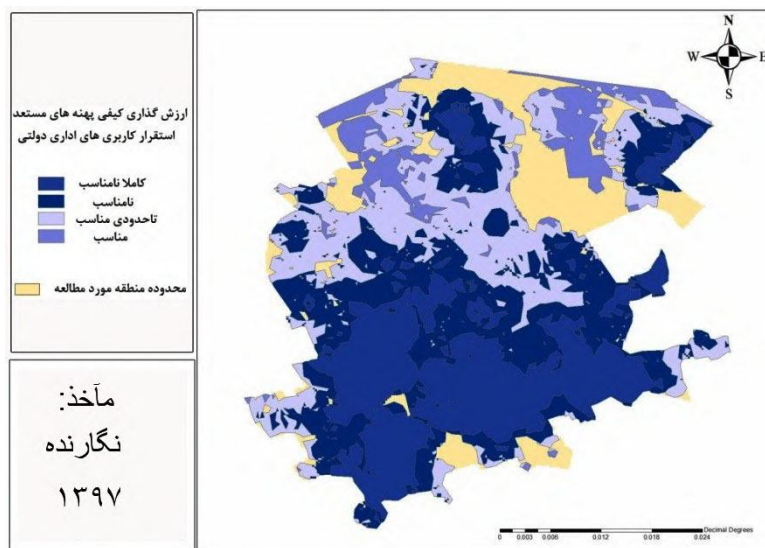 ارزش گذاری کیفی پهنه های مستعد
استقرار کاربری های اداری دولتی
کاملا نامناسب
نامناسب
تاحدودی مناسب
مناسب
محدوده منطقه مورد مطالعه
مآخذ:
نگارنده
۱۳۹۷
N
W E
S
Decimal Degrees
0 0.003 0.006 0.012 0.018 0.024